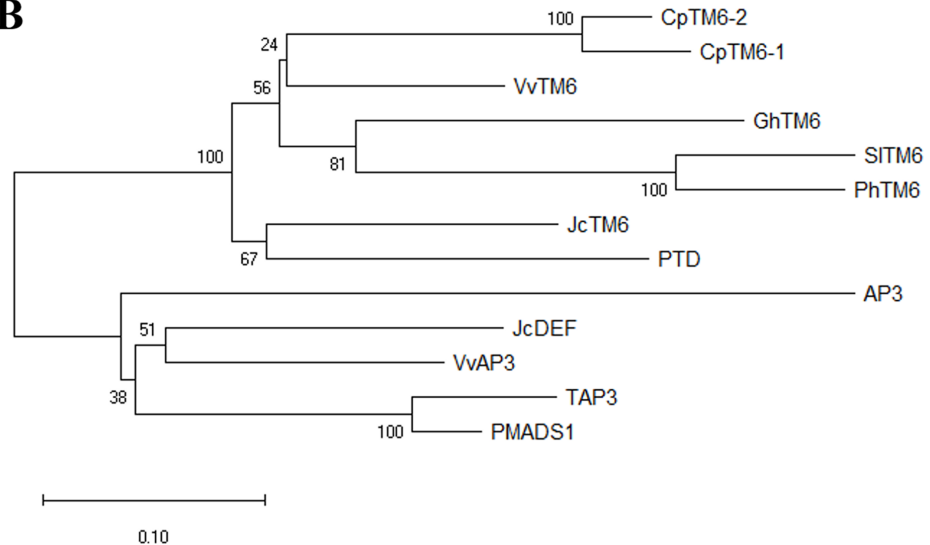 B
100
CpTM6-2
24
CpTM6-1
56
VvTM6
GhTM6
100
81
SlTM6
100
PhTM6
JcTM6
67
PTD
AP3
51
JcDEF
VvAP3
38
TAP3
100
PMADS1
0.10